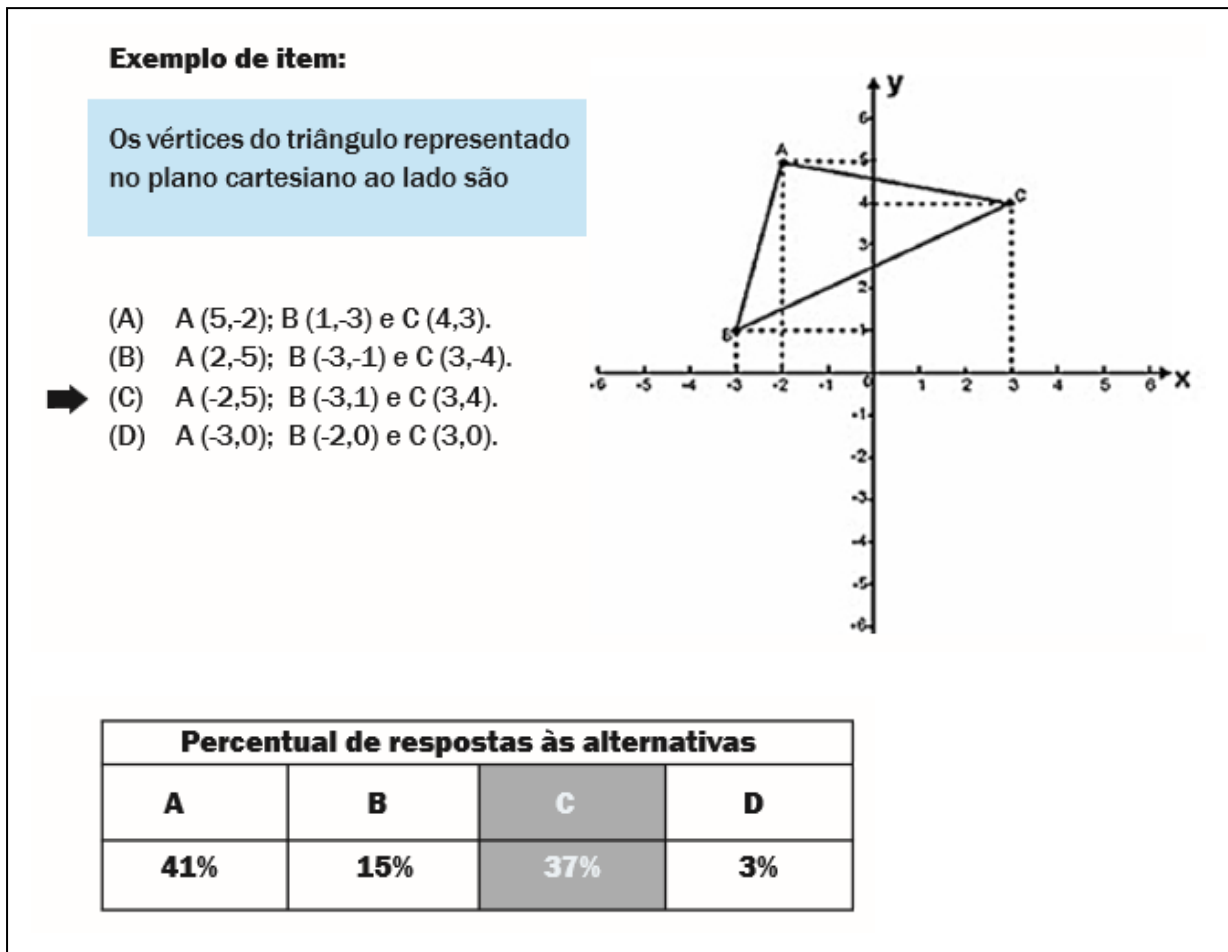 Exemplo de item:
Os vértices do triângulo representado
no plano cartesiano ao lado são
(A) A (5,-2); B (1,-3) e C (4,3).
(B) A (2,-5); B (-3,-1) e C (3,-4).
(C) A (-2,5); B (-3,1) e C (3,4).
(D) A (-3,0); B (-2,0) e C (3,0).
y
6
A
5
C
4
3
2
B
1
-6 -5 -4 -3 -2 -1 0 1 2 3 4 5 6 x
-1
-2
-3
-4
-5
-6
Percentual de respostas às alternativas
A B C D
41% 15% 37% 3%